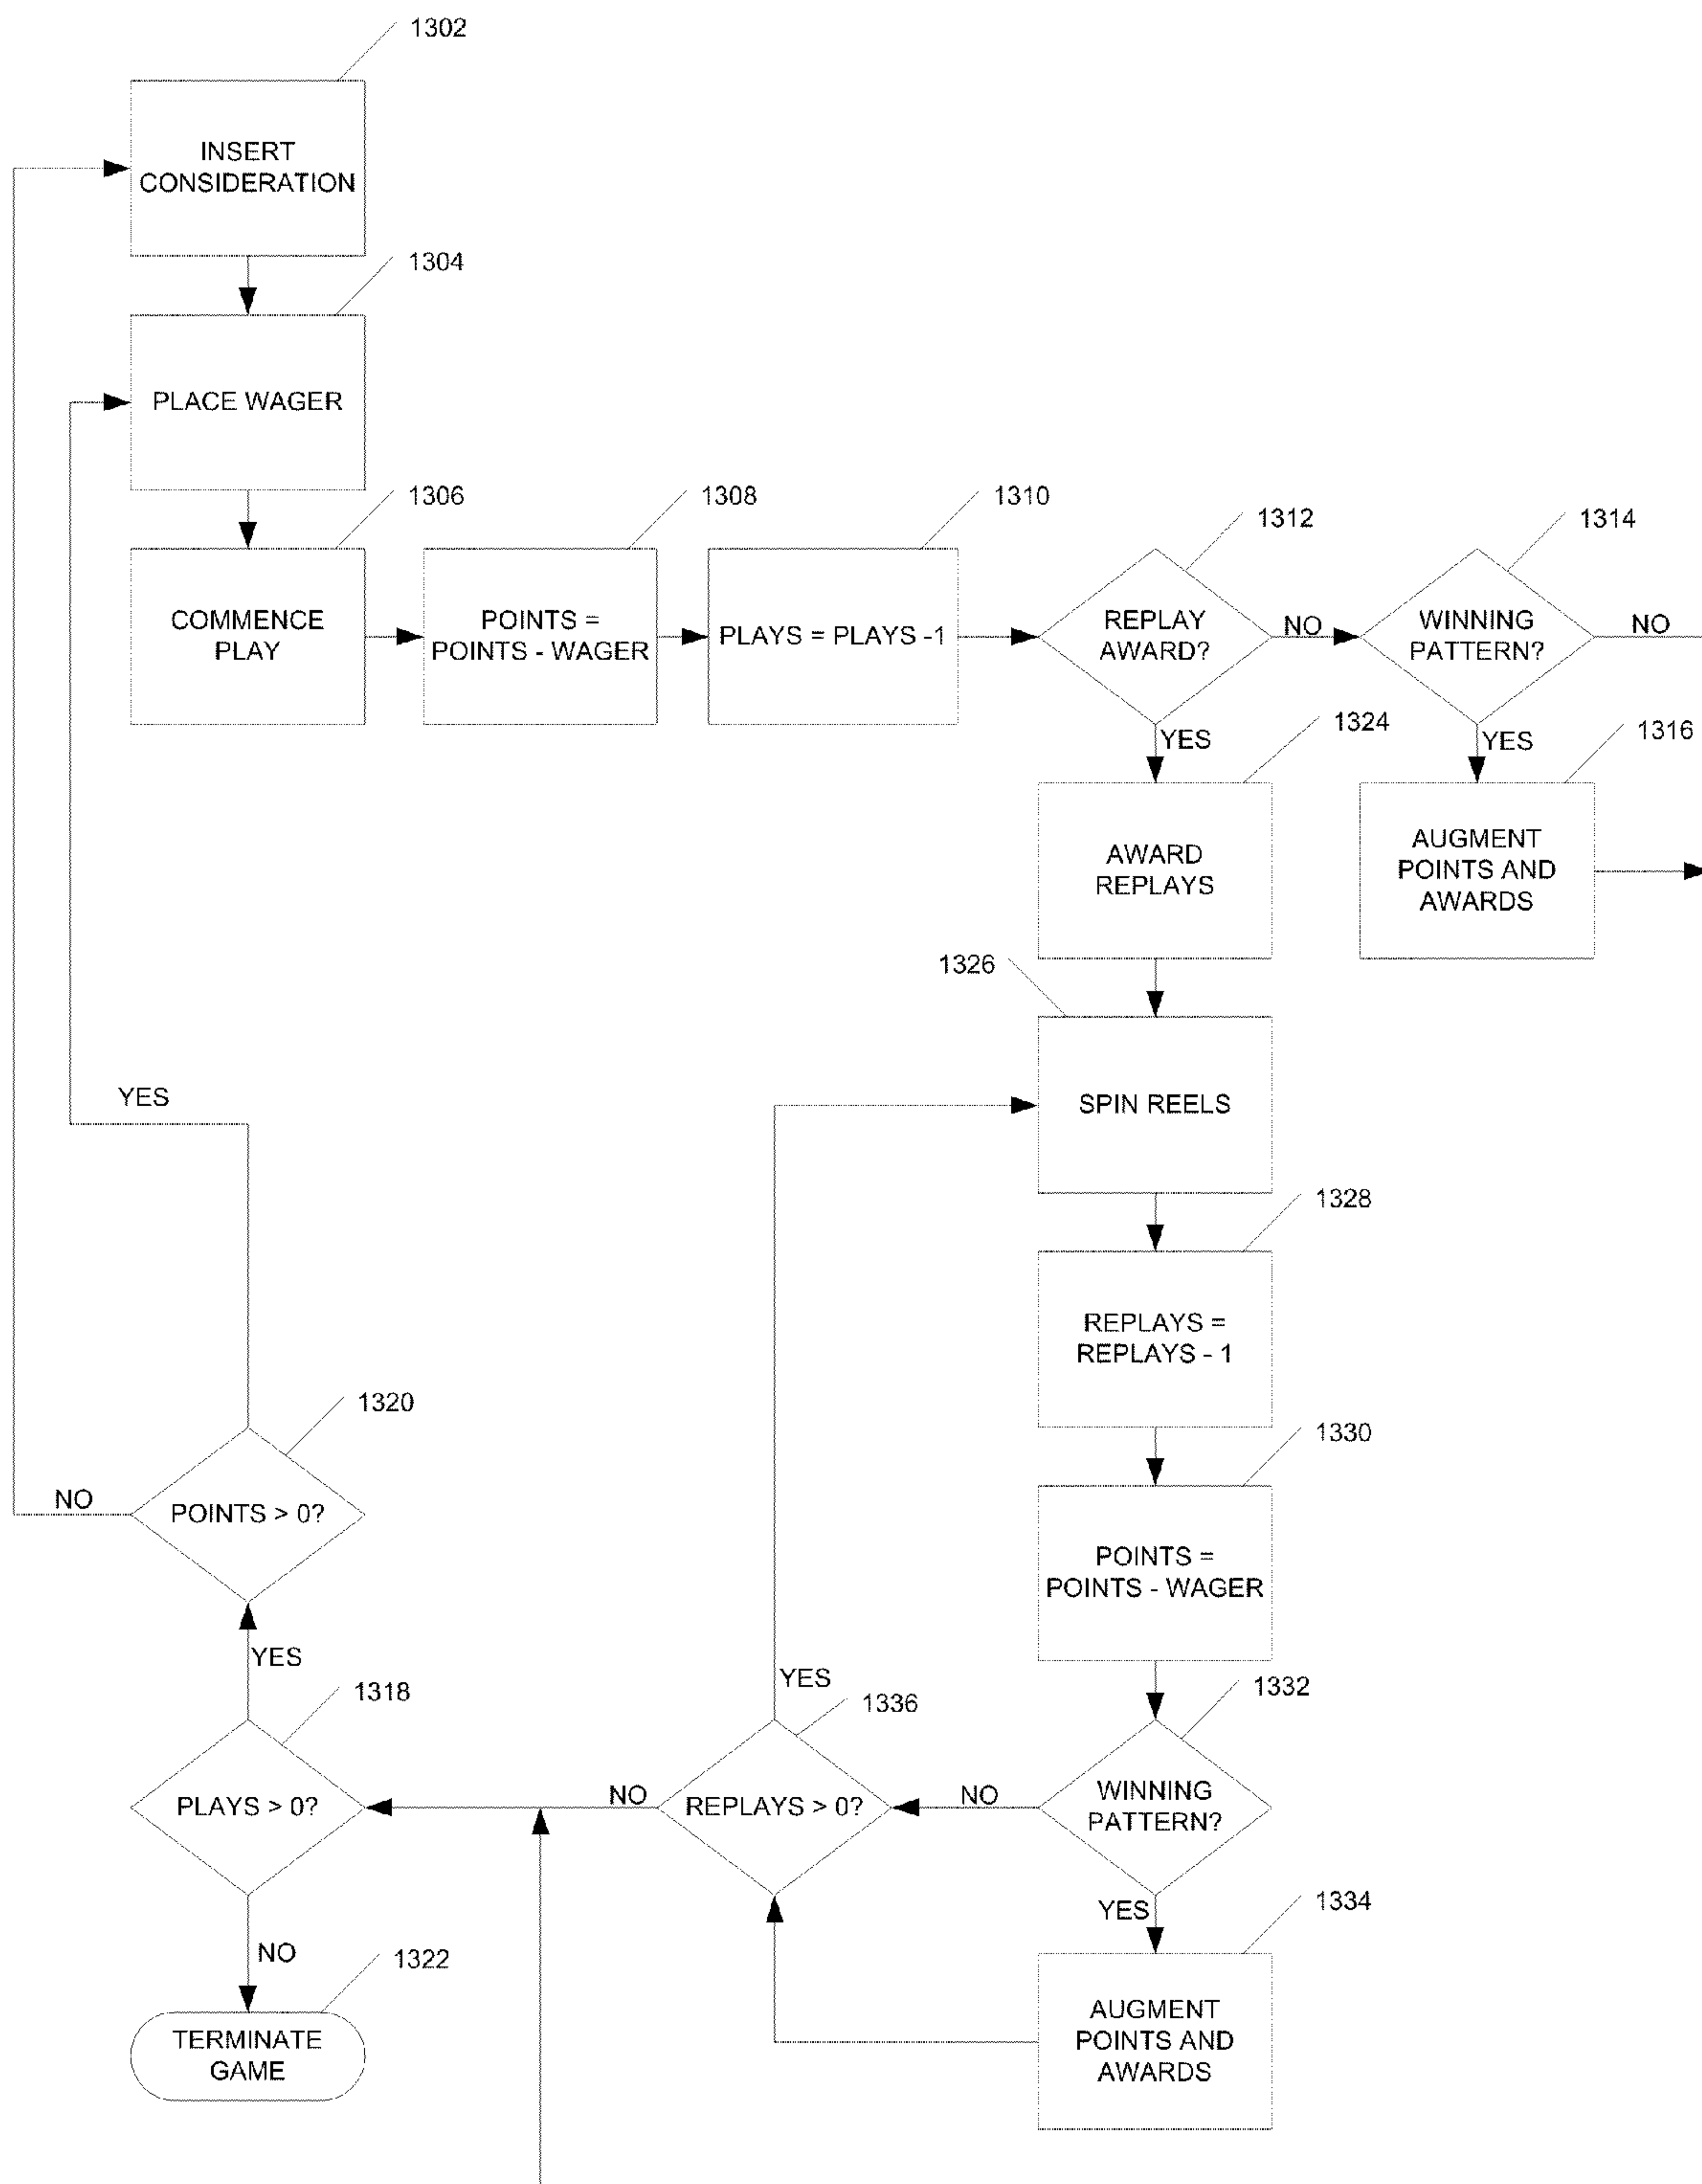 1302
INSERT
CONSIDERATION
1304
PLACE WAGER
1306
COMMENCE
PLAY
1308
POINTS =
POINTS - WAGER
1310
PLAYS = PLAYS -1
1312
REPLAY
AWARD?
NO
YES
1314
WINNING
PATTERN?
NO
YES
1316
AUGMENT
POINTS AND
AWARDS
1324
AWARD
REPLAYS
1326
SPIN REELS
1328
REPLAYS =
REPLAYS - 1
1330
POINTS =
POINTS - WAGER
1332
WINNING
PATTERN?
NO
YES
1334
AUGMENT
POINTS AND
AWARDS
1336
REPLAYS > 0?
YES
NO
1318
PLAYS > 0?
YES
NO
1320
POINTS > 0?
YES
NO
1322
TERMINATE
GAME